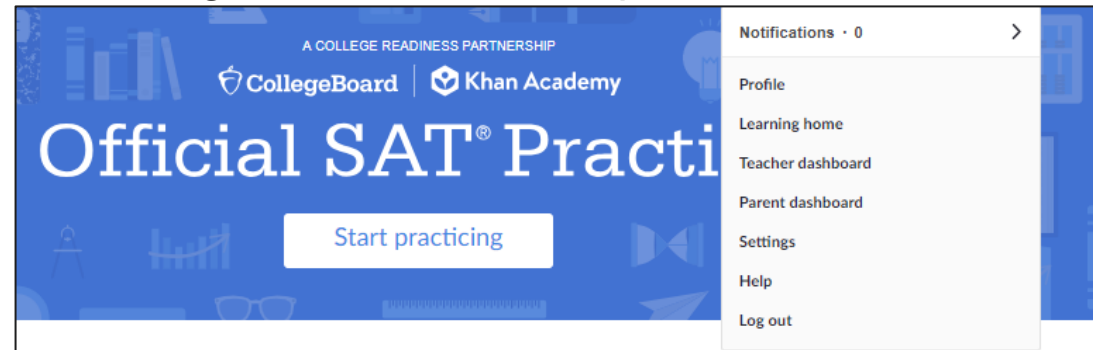 A COLLEGE READINESS PARTNERSHIP
CollegeBoard | Khan Academy
Official SAT® Practi
Start practicing
Notifications · 0
Profile
Learning home
Teacher dashboard
Parent dashboard
Settings
Help
Log out